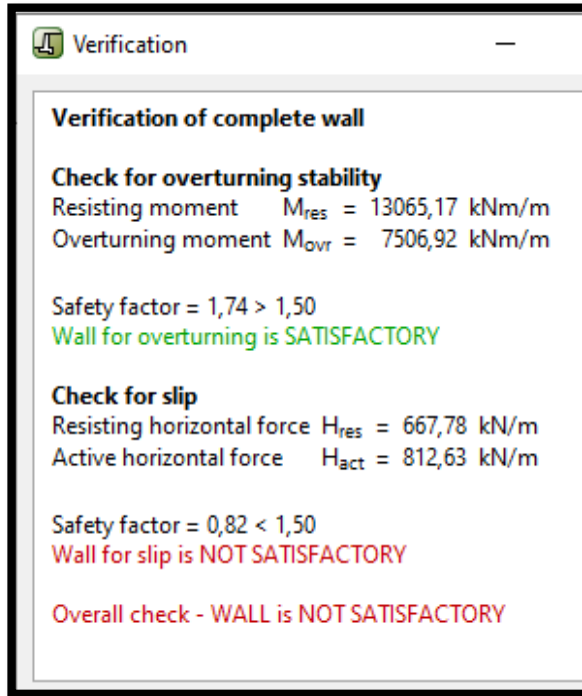 Verification
Verification of complete wall
Check for overturning stability
Resisting moment Mres = 13065,17 kNm/m
Overturning moment Movr = 7506,92 kNm/m
Safety factor = 1,74 > 1,50
Wall for overturning is SATISFACTORY
Check for slip
Resisting horizontal force Hres = 667,78 kN/m
Active horizontal force Hact = 812,63 kN/m
Safety factor = 0,82 < 1,50
Wall for slip is NOT SATISFACTORY
Overall check - WALL is NOT SATISFACTORY